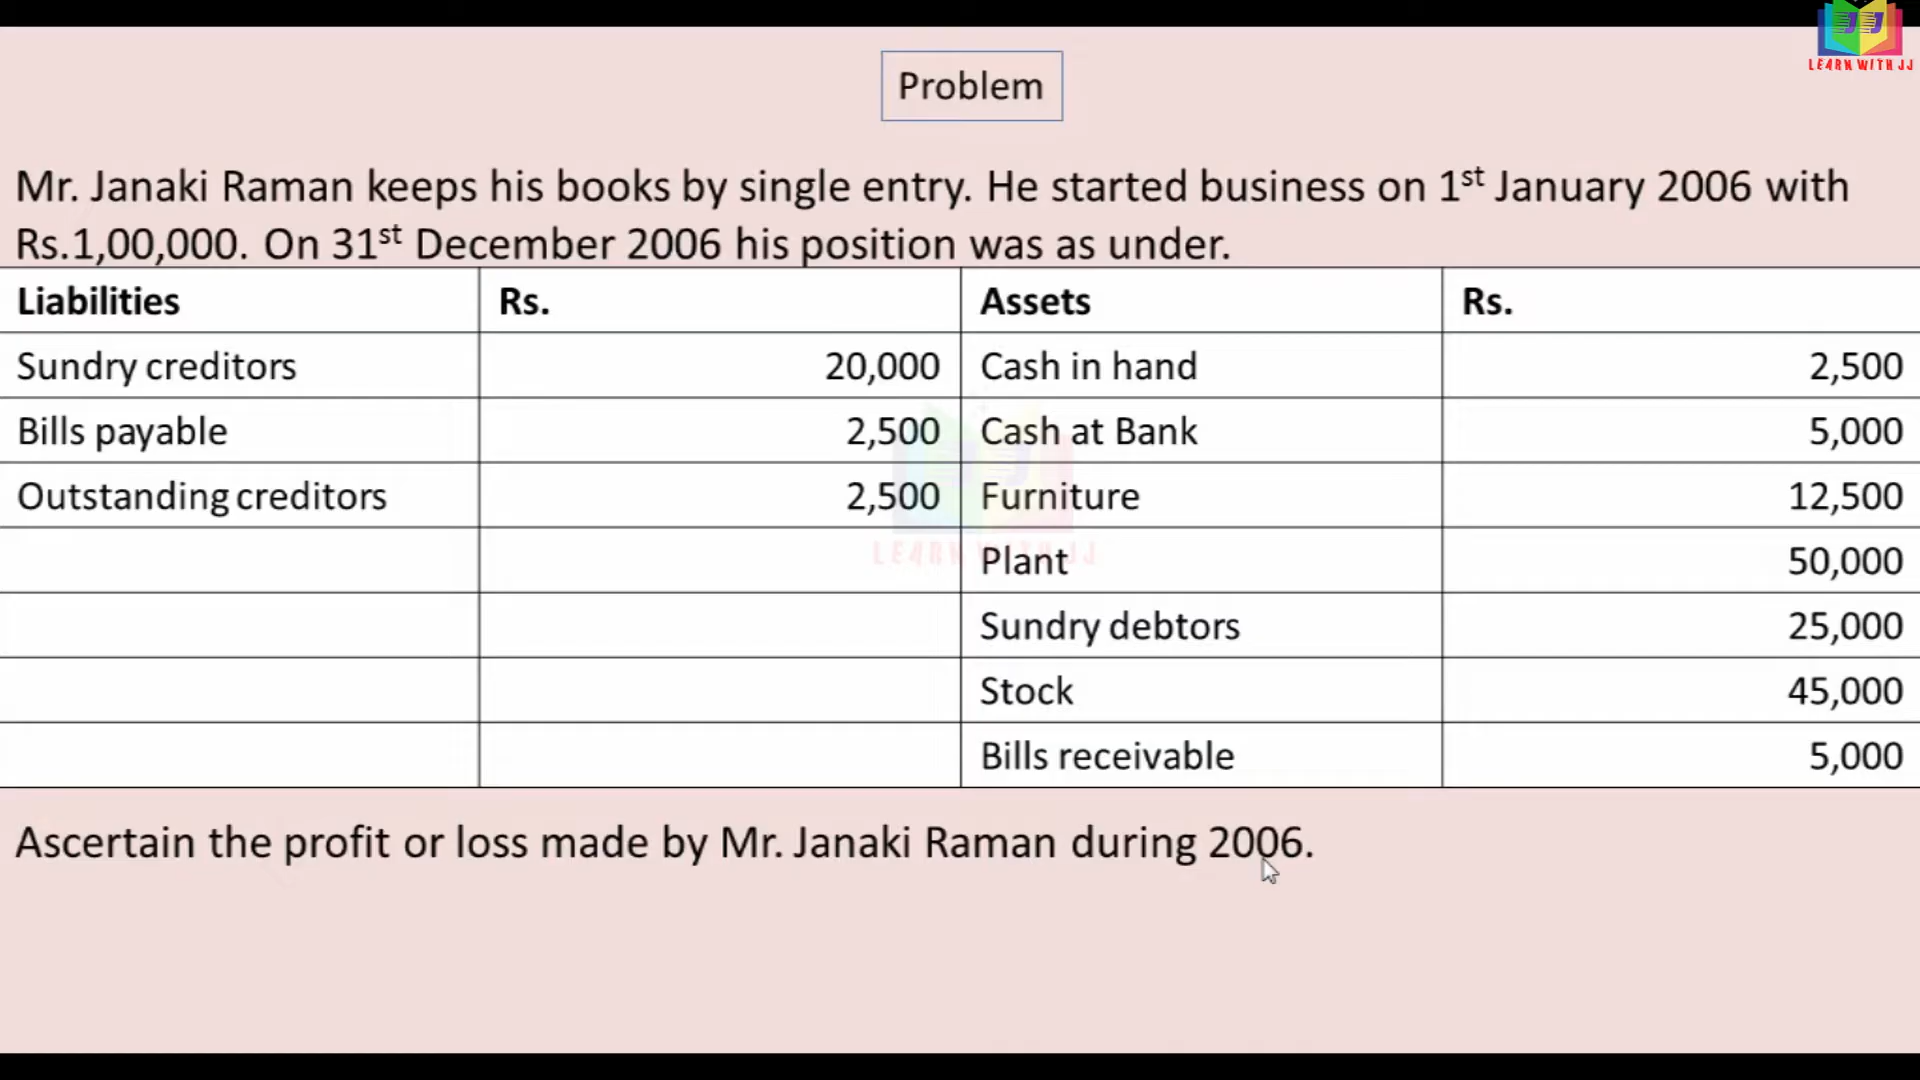 LEARN WITH JJ
Problem
Mr. Janaki Raman keeps his books by single entry. He started business on 1st January 2006 with
Rs.1,00,000. On 31st December 2006 his position was as under.
Liabilities Rs. Assets Rs.
Sundry creditors 20,000 Cash in hand 2,500
Bills payable 2,500 Cash at Bank 5,000
Outstanding creditors 2,500 Furniture 12,500
LEARN WITH JJ
Plant 50,000
Sundry debtors 25,000
Stock 45,000
Bills receivable 5,000
Ascertain the profit or loss made by Mr. Janaki Raman during 2006.